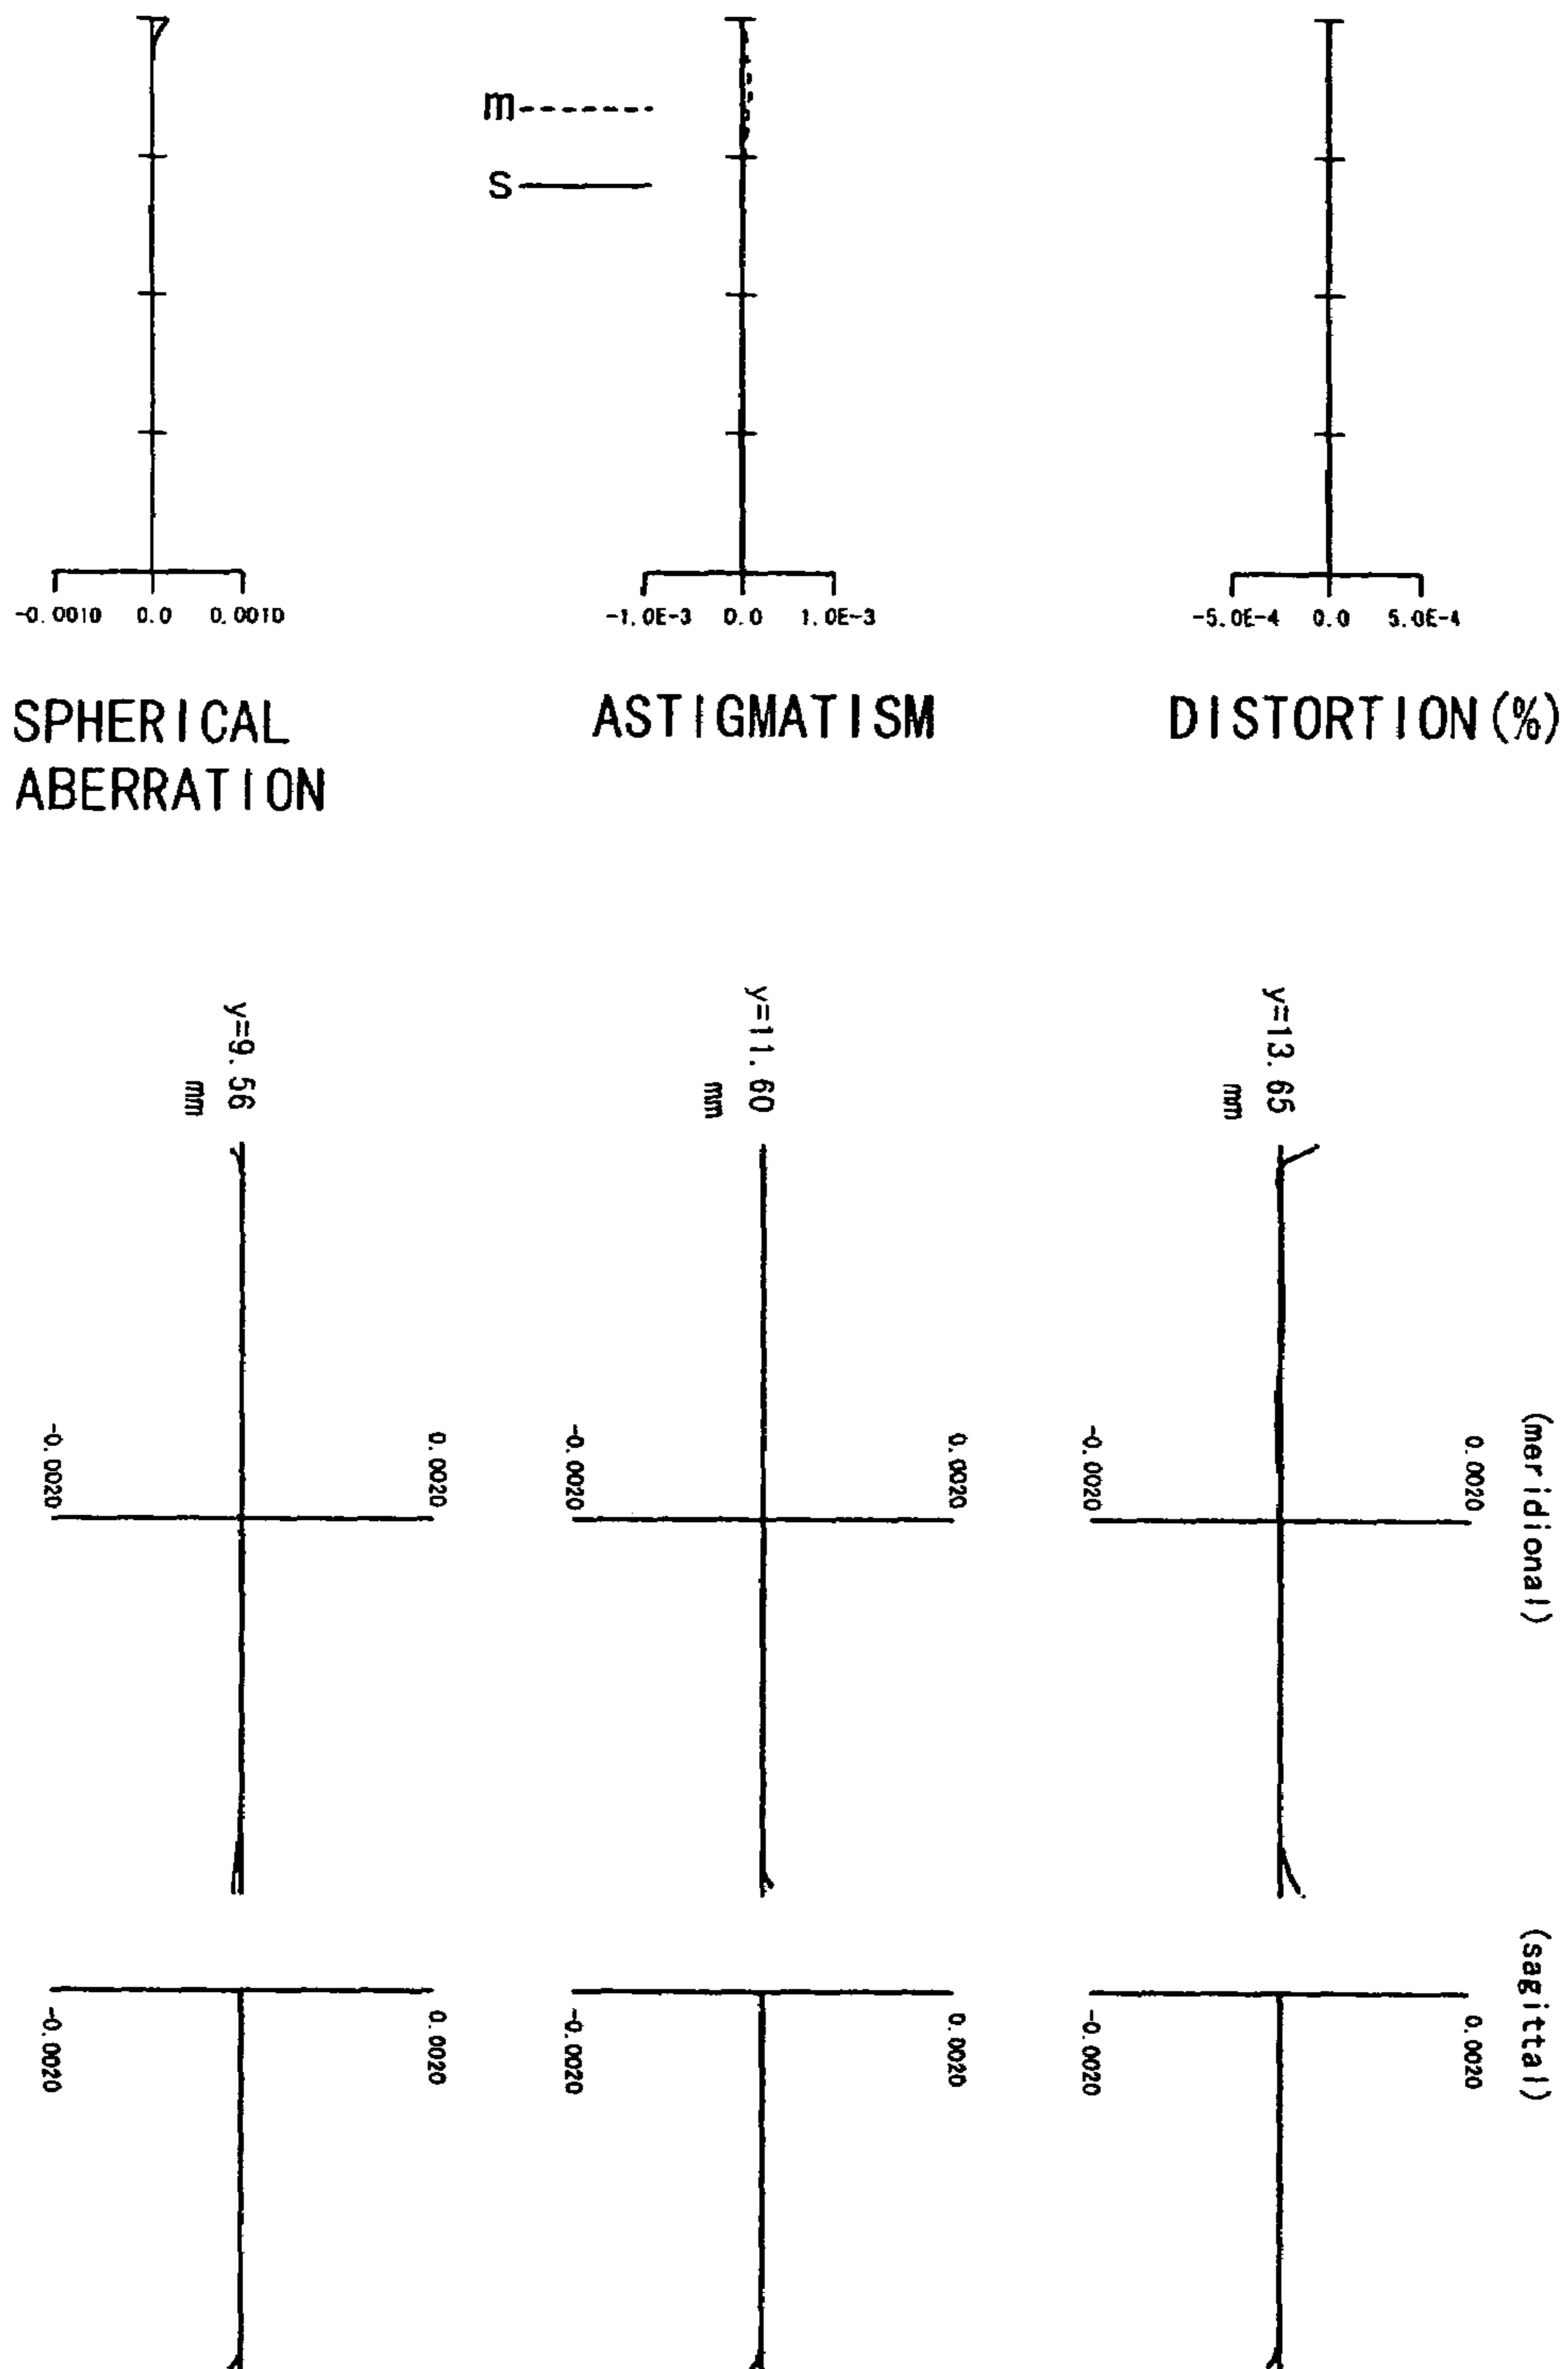 m
s
-0.0010 0.0 0.0010
-1.0E-3 0.0 1.0E-3
-5.0E-4 0.0 5.0E-4
SPHERICAL
ABERRATION
ASTIGMATISM
DISTORTION(%)
y=9.56
mm
y=11.60
mm
y=13.65
mm
-0.0020
0.0020
-0.0020
0.0020
-0.0020
0.0020
(meridional)
-0.0020
0.0020
-0.0020
0.0020
-0.0020
0.0020
(sagittal)